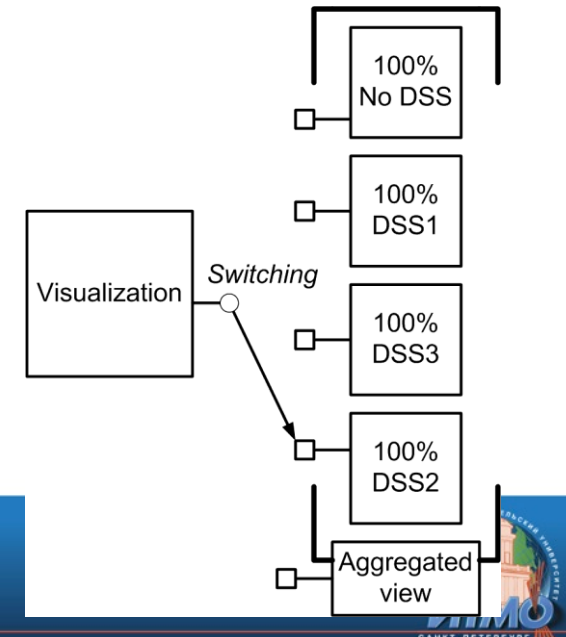 100%
No DSS
100%
DSS1
Switching
Visualization
100%
DSS3
100%
DSS2
Aggregated
view
ИТМО